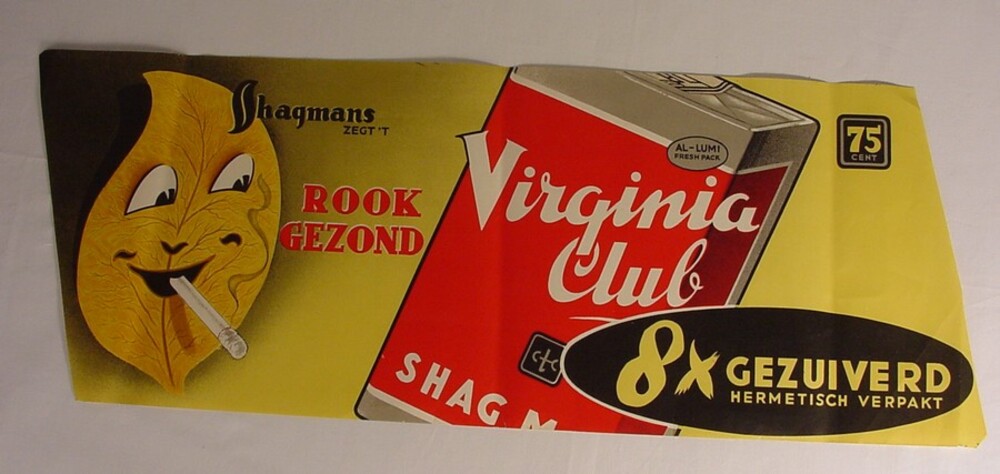 Shagmans
ZEGT 'T
ROOK
GEZOND
AL-LUMI
FRESH PACK
Virginia
Club
SHAG M
75
CENT
8X GEZUIVERD
HERMETISCH VERPAKT